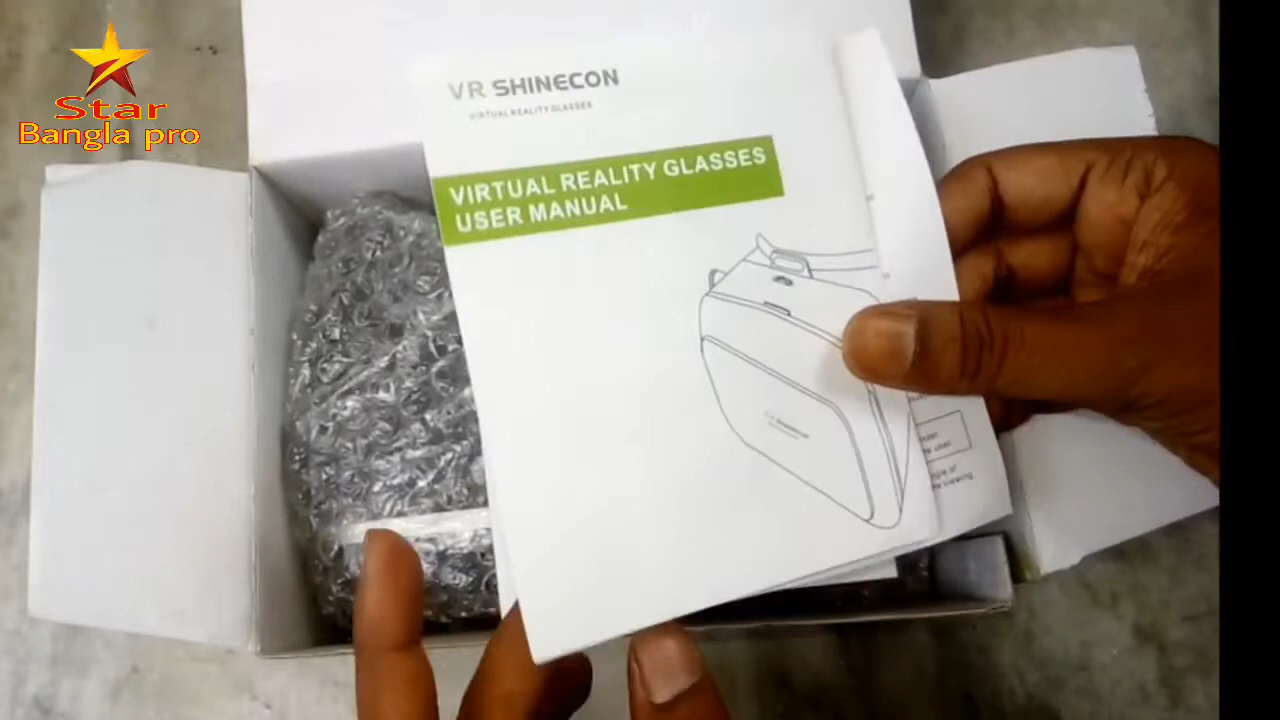 Star
Bangla pro
VR SHINECON
VIRTUAL REALITY GLASSES
VIRTUAL REALITY GLASSES
USER MANUAL